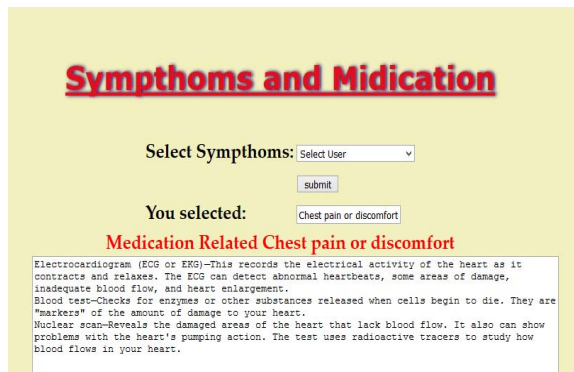 Sympthoms and Midication
Select Sympthoms: Select User
submit
You selected: Chest pain or discomfort
Medication Related Chest pain or discomfort
Electrocardiogram (ECG or EKG)—This records the electrical activity of the heart as it
contracts and relaxes. The ECG can detect abnormal heartbeats, some areas of damage,
inadequate blood flow, and heart enlargement.
Blood test—Checks for enzymes or other substances released when cells begin to die. They are
"markers" of the amount of damage to your heart.
Nuclear scan—Reveals the damaged areas of the heart that lack blood flow. It also can show
problems with the heart's pumping action. The test uses radioactive tracers to study how
blood flows in your heart.